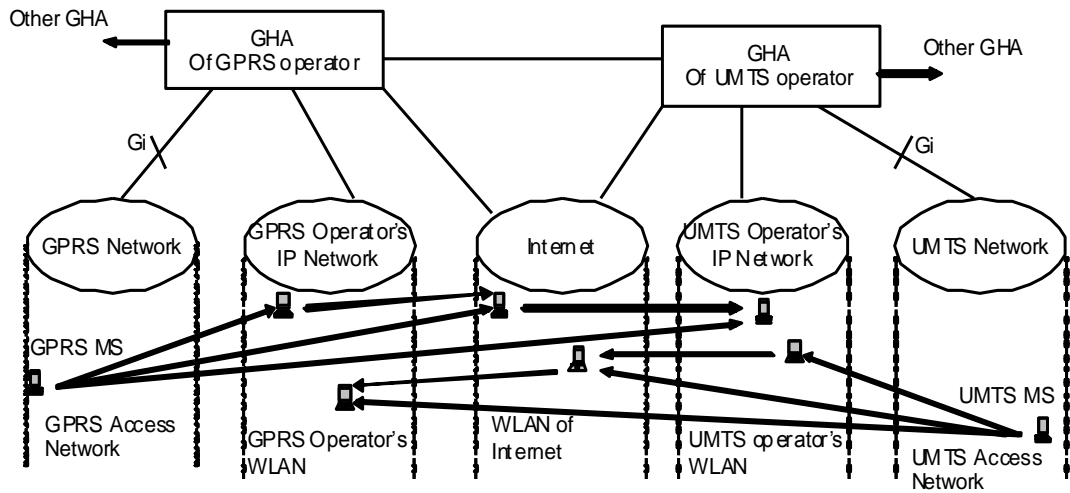 Other GHA
GHA
Of GPRS operator
GHA
Of UMTS operator
Other GHA
Gi
Gi
GPRS Network
GPRS Operator's
IP Network
Internet
UMTS Operator's
IP Network
UMTS Network
GPRS MS
GPRS Access
Network
GPRS Operator's
WLAN
WLAN of
Internet
UMTS operator's
WLAN
UMTS MS
UMTS Access
Network